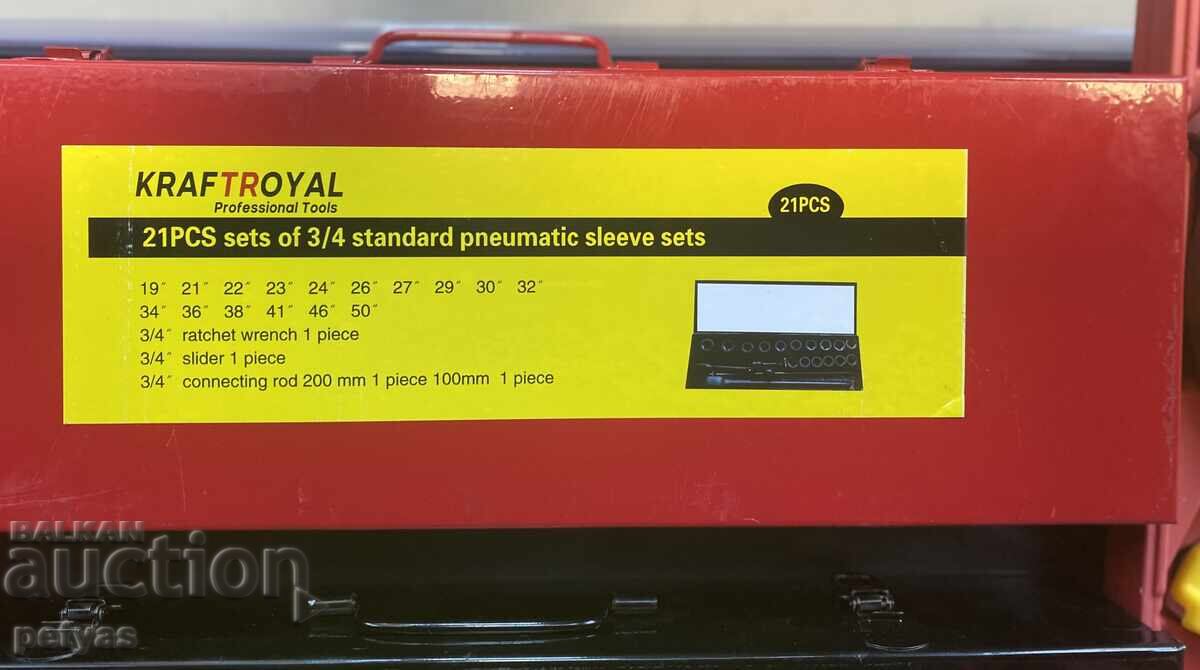 KRAFTROYAL
Professional Tools
21PCS
21PCS sets of 3/4 standard pneumatic sleeve sets
19″ 21″ 22″ 23″ 24″ 26″ 27″ 29″ 30″ 32″
34″ 36″ 38″ 41″ 46″ 50″
3/4″ ratchet wrench 1 piece
3/4″ slider 1 piece
3/4″ connecting rod 200 mm 1 piece 100mm 1 piece
BALKAN
auction
petyas